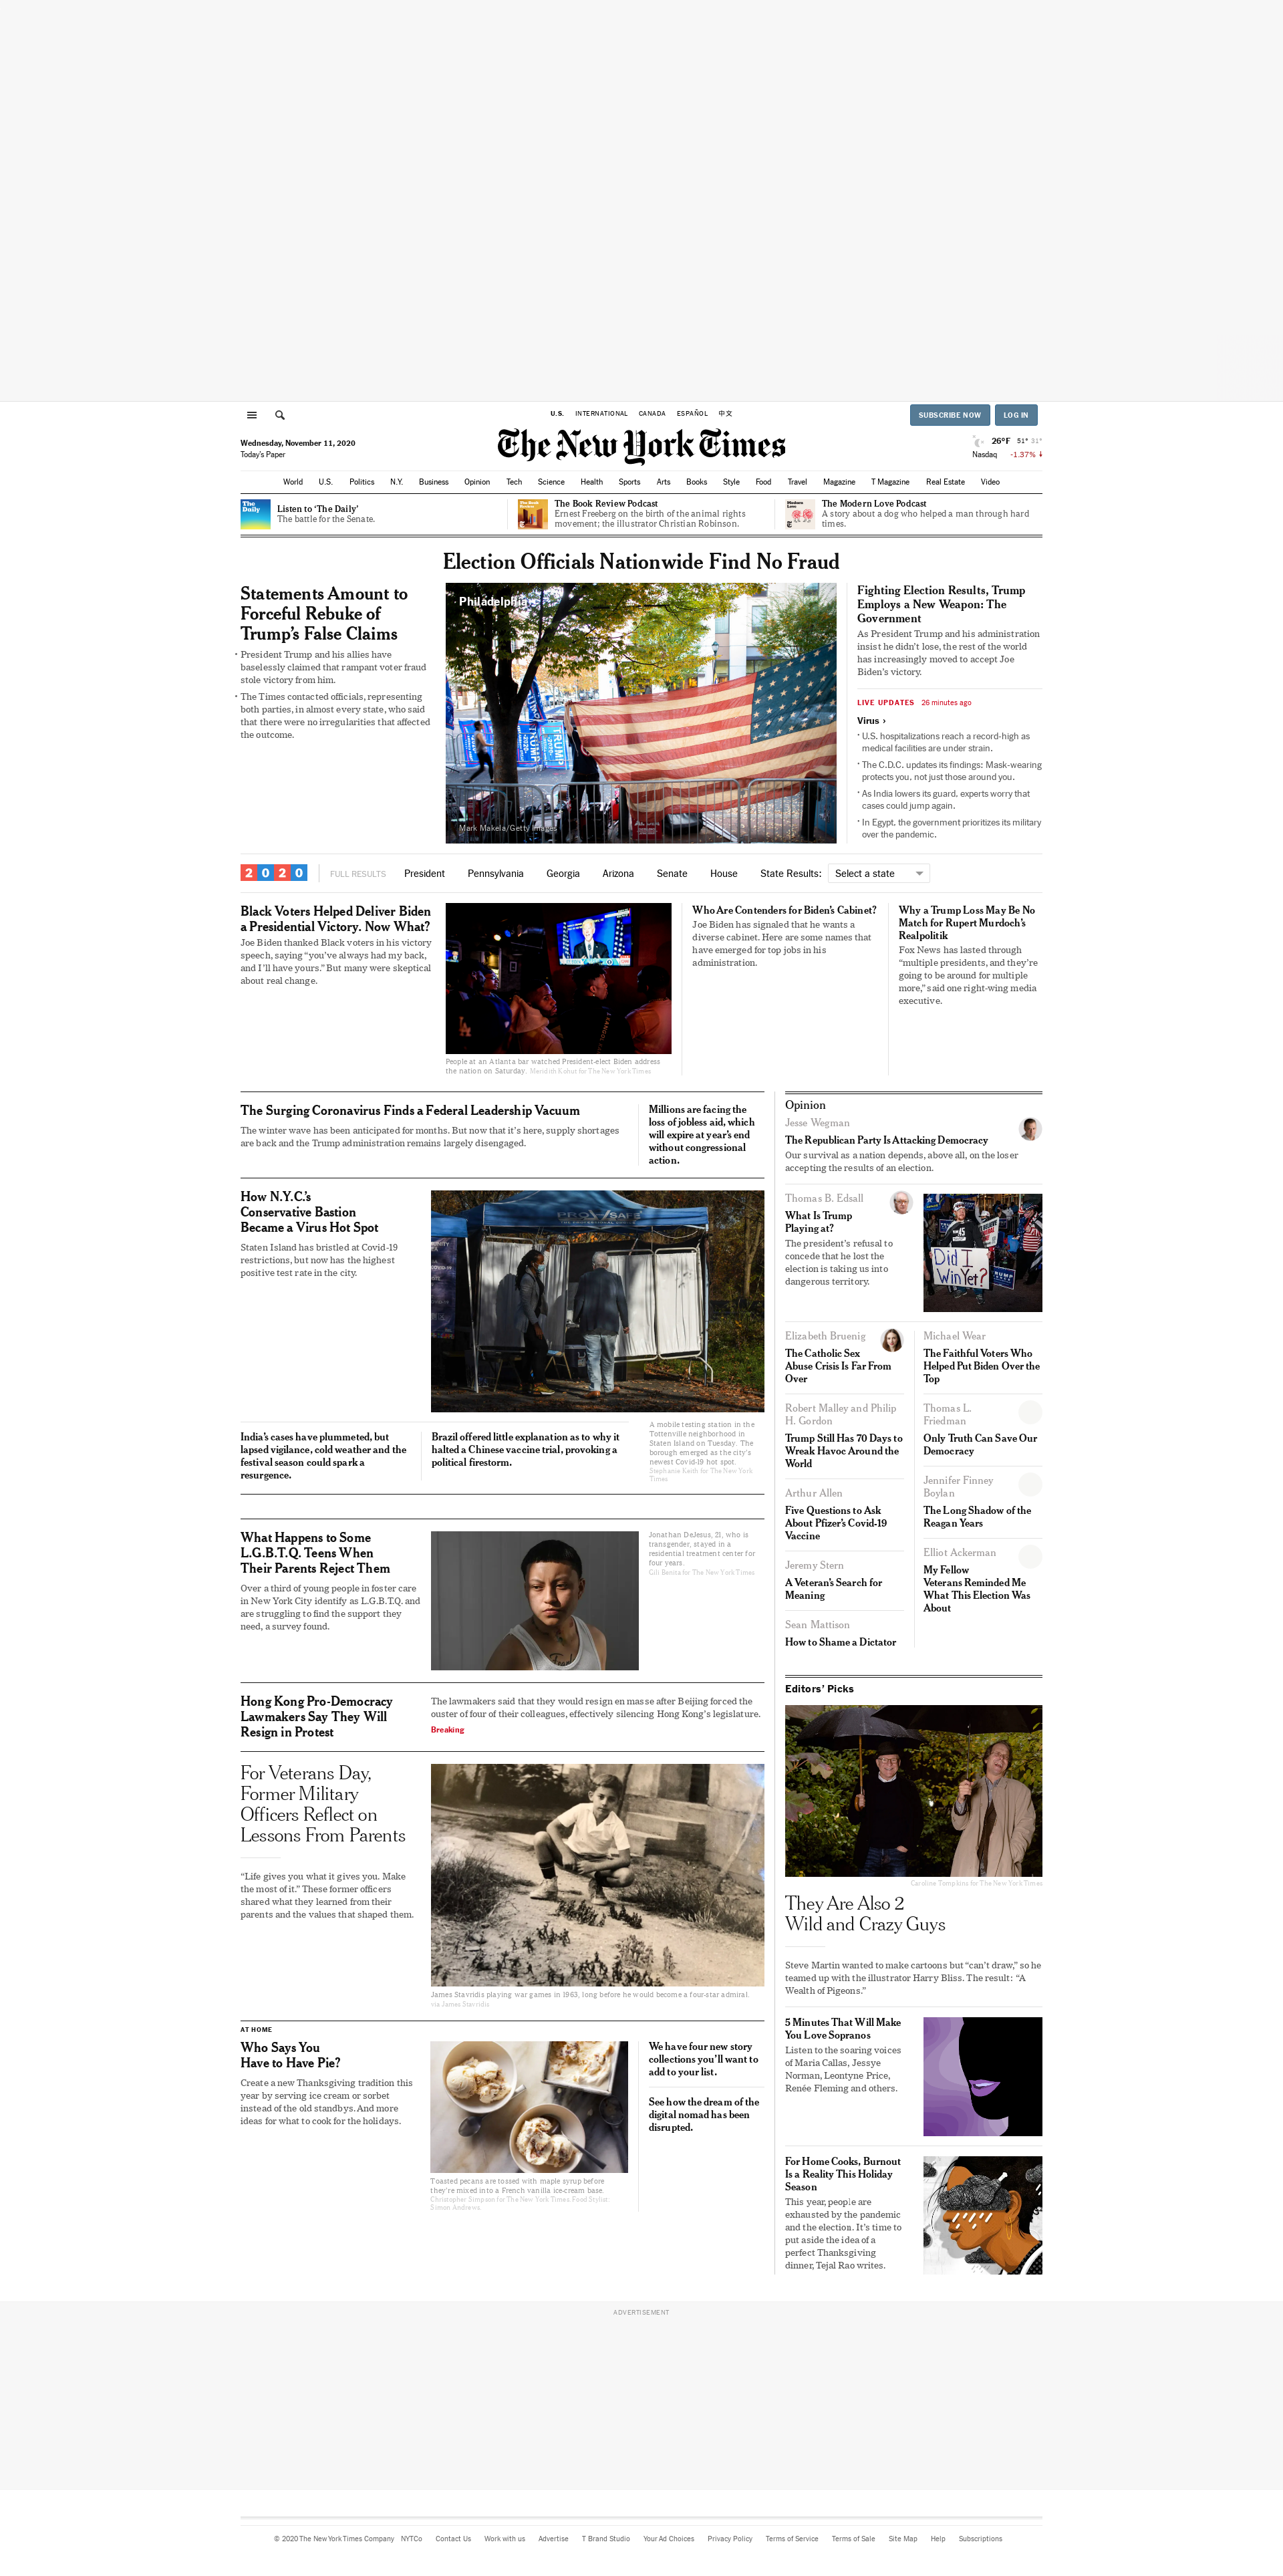 U.S. INTERNATIONAL CANADA ESPAÑOL 中文
SUBSCRIBE NOW LOG IN
Wednesday, November 11, 2020
Today's Paper
The New York Times
26°F 51° 31°
Nasdaq -1.37% ↓
World U.S. Politics N.Y. Business Opinion Tech Science Health Sports Arts Books Style Food Travel Magazine T Magazine Real Estate Video
The
Daily
Listen to ‘The Daily’
The battle for the Senate.
The Book Review Podcast
Ernest Freeberg on the birth of the animal rights
movement; the illustrator Christian Robinson.
Modern
Love
The Modern Love Podcast
A story about a dog who helped a man through hard
times.
Election Officials Nationwide Find No Fraud
Statements Amount to
Forceful Rebuke of
Trump’s False Claims
• President Trump and his allies have
baselessly claimed that rampant voter fraud
stole victory from him.
• The Times contacted officials, representing
both parties, in almost every state, who said
that there were no irregularities that affected
the outcome.
Philadelphia
TRUMP
Mark Makela/Getty Images
Fighting Election Results, Trump
Employs a New Weapon: The
Government
As President Trump and his administration
insist he didn’t lose, the rest of the world
has increasingly moved to accept Joe
Biden’s victory.
LIVE UPDATES 26 minutes ago
Virus ›
• U.S. hospitalizations reach a record-high as
medical facilities are under strain.
• The C.D.C. updates its findings: Mask-wearing
protects you, not just those around you.
• As India lowers its guard, experts worry that
cases could jump again.
• In Egypt, the government prioritizes its military
over the pandemic.
2020 FULL RESULTS President Pennsylvania Georgia Arizona Senate House State Results: Select a state
Black Voters Helped Deliver Biden
a Presidential Victory. Now What?
Joe Biden thanked Black voters in his victory
speech, saying “you’ve always had my back,
and I’ll have yours.” But many were skeptical
about real change.
People at an Atlanta bar watched President-elect Biden address
the nation on Saturday. Meridith Kohut for The New York Times
Who Are Contenders for Biden’s Cabinet?
Joe Biden has signaled that he wants a
diverse cabinet. Here are some names that
have emerged for top jobs in his
administration.
Why a Trump Loss May Be No
Match for Rupert Murdoch’s
Realpolitik
Fox News has lasted through
“multiple presidents, and they’re
going to be around for multiple
more,” said one right-wing media
executive.
The Surging Coronavirus Finds a Federal Leadership Vacuum
The winter wave has been anticipated for months. But now that it’s here, supply shortages
are back and the Trump administration remains largely disengaged.
Millions are facing the
loss of jobless aid, which
will expire at year’s end
without congressional
action.
How N.Y.C.’s
Conservative Bastion
Became a Virus Hot Spot
Staten Island has bristled at Covid-19
restrictions, but now has the highest
positive test rate in the city.
India’s cases have plummeted, but
lapsed vigilance, cold weather and the
festival season could spark a
resurgence.
Brazil offered little explanation as to why it
halted a Chinese vaccine trial, provoking a
political firestorm.
A mobile testing station in the
Tottenville neighborhood in
Staten Island on Tuesday. The
borough emerged as the city’s
newest Covid-19 hot spot.
Stephanie Keith for The New York
Times
What Happens to Some
L.G.B.T.Q. Teens When
Their Parents Reject Them
Over a third of young people in foster care
in New York City identify as L.G.B.T.Q. and
are struggling to find the support they
need, a survey found.
Jonathan DeJesus, 21, who is
transgender, stayed in a
residential treatment center for
four years.
Gili Benita for The New York Times
Hong Kong Pro-Democracy
Lawmakers Say They Will
Resign in Protest
The lawmakers said that they would resign en masse after Beijing forced the
ouster of four of their colleagues, effectively silencing Hong Kong’s legislature.
Breaking
For Veterans Day,
Former Military
Officers Reflect on
Lessons From Parents
“Life gives you what it gives you. Make
the most of it.” These former officers
shared what they learned from their
parents and the values that shaped them.
James Stavridis playing war games in 1963, long before he would become a four-star admiral.
via James Stavridis
AT HOME
Who Says You
Have to Have Pie?
Create a new Thanksgiving tradition this
year by serving ice cream or sorbet
instead of the old standbys. And more
ideas for what to cook for the holidays.
Toasted pecans are tossed with maple syrup before
they’re mixed into a French vanilla ice-cream base.
Christopher Simpson for The New York Times. Food Stylist:
Simon Andrews.
We have four new story
collections you’ll want to
add to your list.
See how the dream of the
digital nomad has been
disrupted.
Opinion
Jesse Wegman
The Republican Party Is Attacking Democracy
Our survival as a nation depends, above all, on the loser
accepting the results of an election.
Thomas B. Edsall
What Is Trump
Playing at?
The president’s refusal to
concede that he lost the
election is taking us into
dangerous territory.
Did I
Win Yet?
Elizabeth Bruenig
The Catholic Sex
Abuse Crisis Is Far From
Over
Robert Malley and Philip
H. Gordon
Trump Still Has 70 Days to
Wreak Havoc Around the
World
Arthur Allen
Five Questions to Ask
About Pfizer’s Covid-19
Vaccine
Jeremy Stern
A Veteran’s Search for
Meaning
Sean Mattison
How to Shame a Dictator
Michael Wear
The Faithful Voters Who
Helped Put Biden Over the
Top
Thomas L.
Friedman
Only Truth Can Save Our
Democracy
Jennifer Finney
Boylan
The Long Shadow of the
Reagan Years
Elliot Ackerman
My Fellow
Veterans Reminded Me
What This Election Was
About
Editors’ Picks
Caroline Tompkins for The New York Times
They Are Also 2
Wild and Crazy Guys
Steve Martin wanted to make cartoons but “can’t draw,” so he
teamed up with the illustrator Harry Bliss. The result: “A
Wealth of Pigeons.”
5 Minutes That Will Make
You Love Sopranos
Listen to the soaring voices
of Maria Callas, Jessye
Norman, Leontyne Price,
Renée Fleming and others.
For Home Cooks, Burnout
Is a Reality This Holiday
Season
This year, people are
exhausted by the pandemic
and the election. It’s time to
put aside the idea of a
perfect Thanksgiving
dinner, Tejal Rao writes.
ADVERTISEMENT
© 2020 The New York Times Company NYTCo Contact Us Work with us Advertise T Brand Studio Your Ad Choices Privacy Policy Terms of Service Terms of Sale Site Map Help Subscriptions